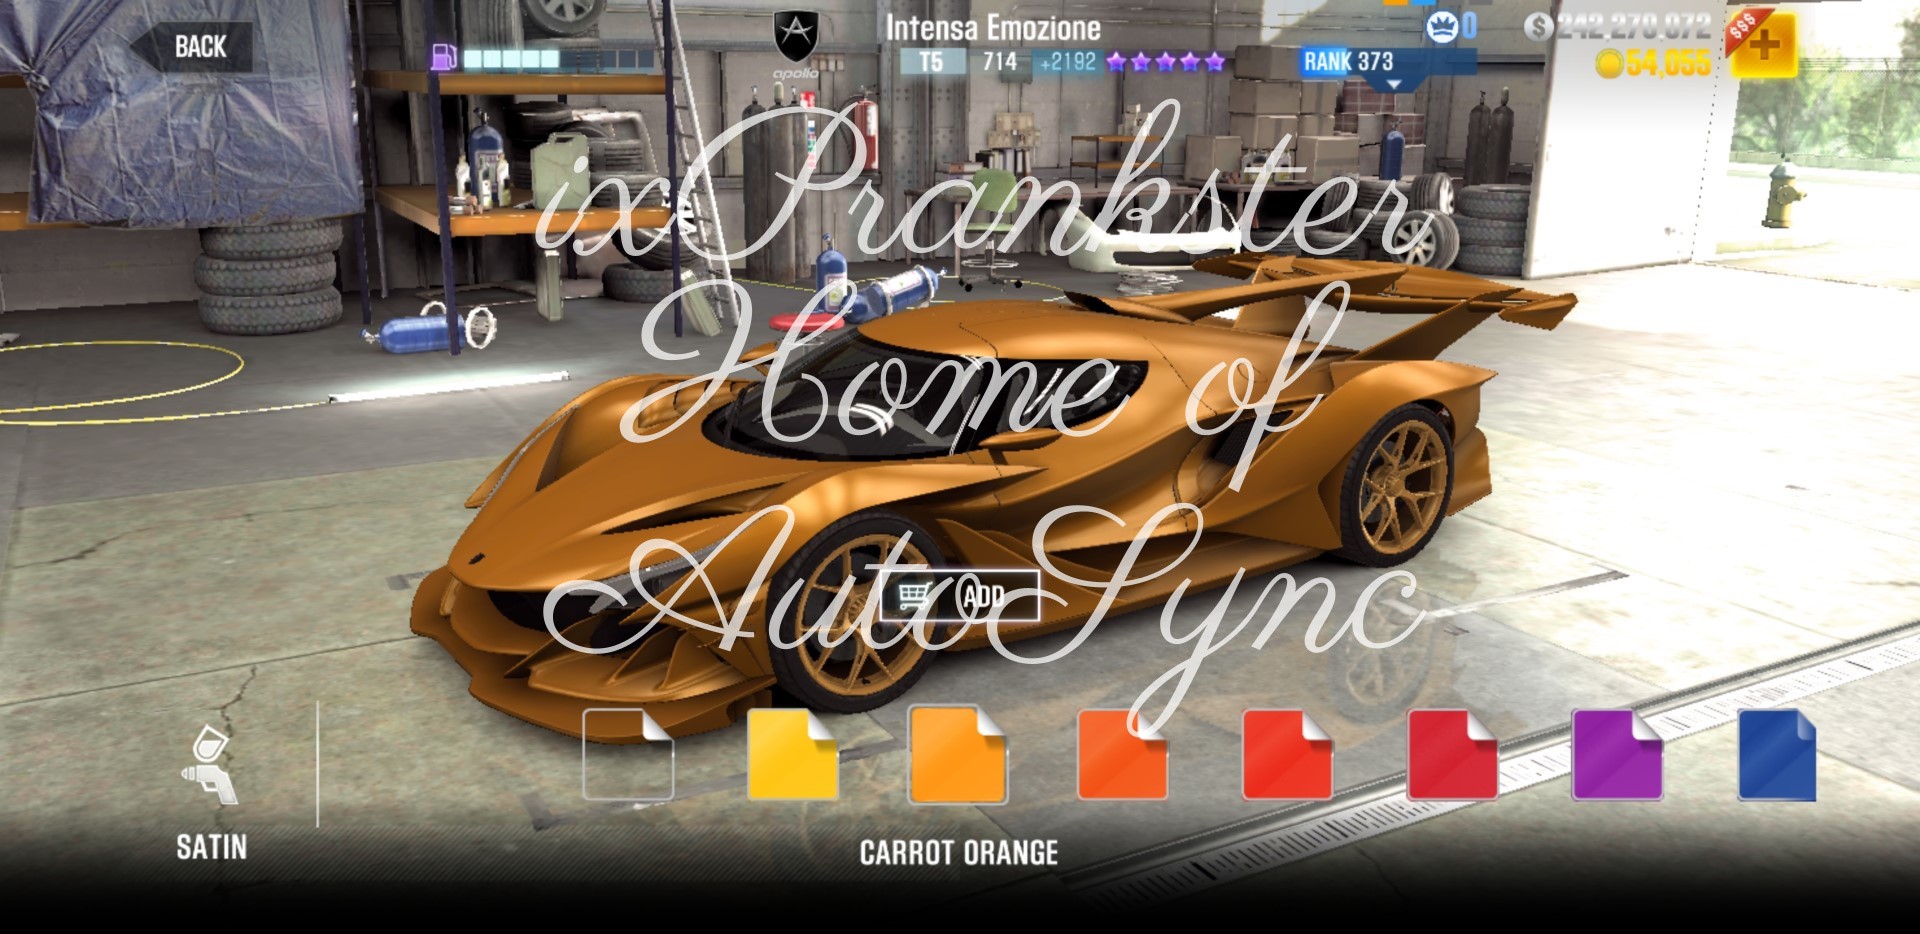 BACK
apollo
Intensa Emozione
T5 714 +2192
RANK 373
0
$ 242,270,072
54,055
$$$
ixPrankster
Home of
AutoSync
ADD
SATIN
CARROT ORANGE